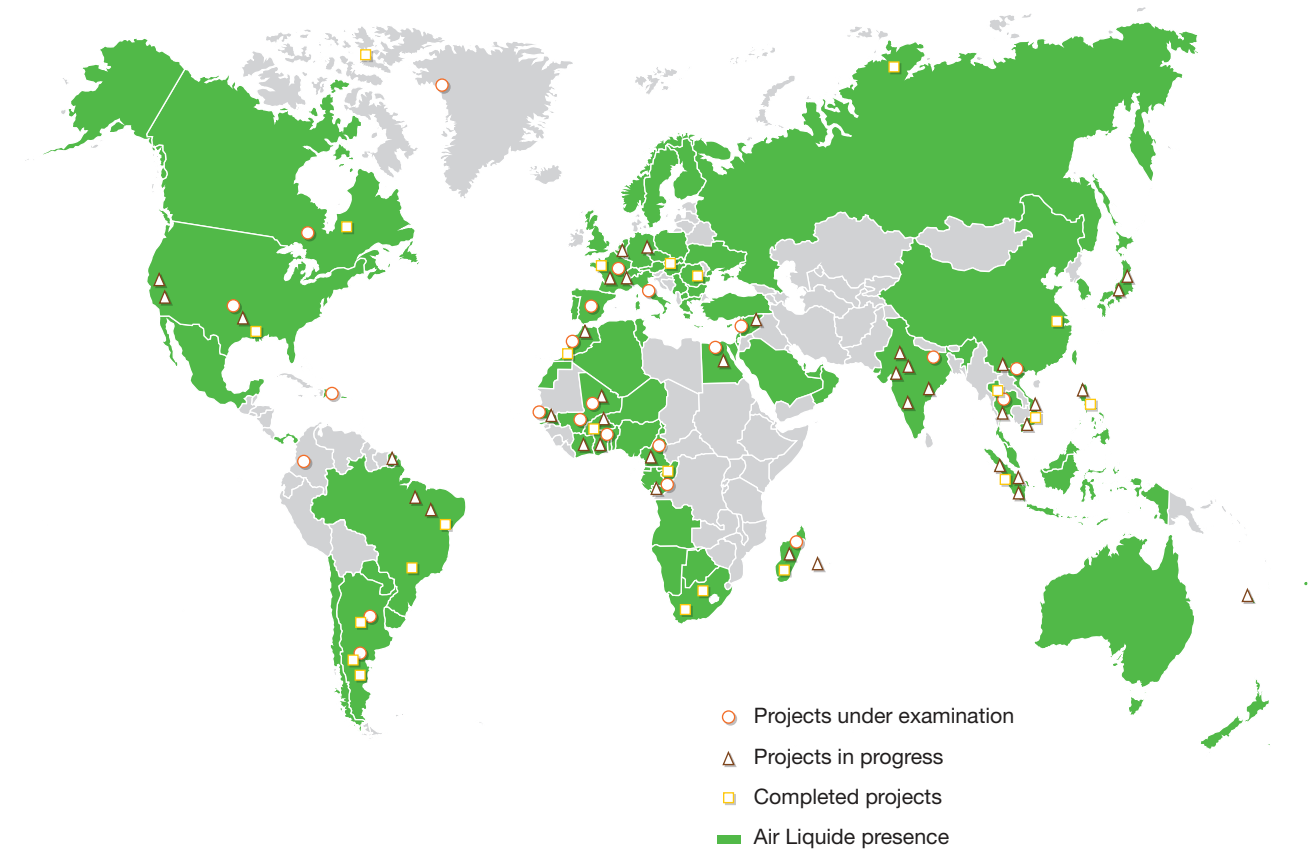 Projects under examination
Projects in progress
Completed projects
Air Liquide presence